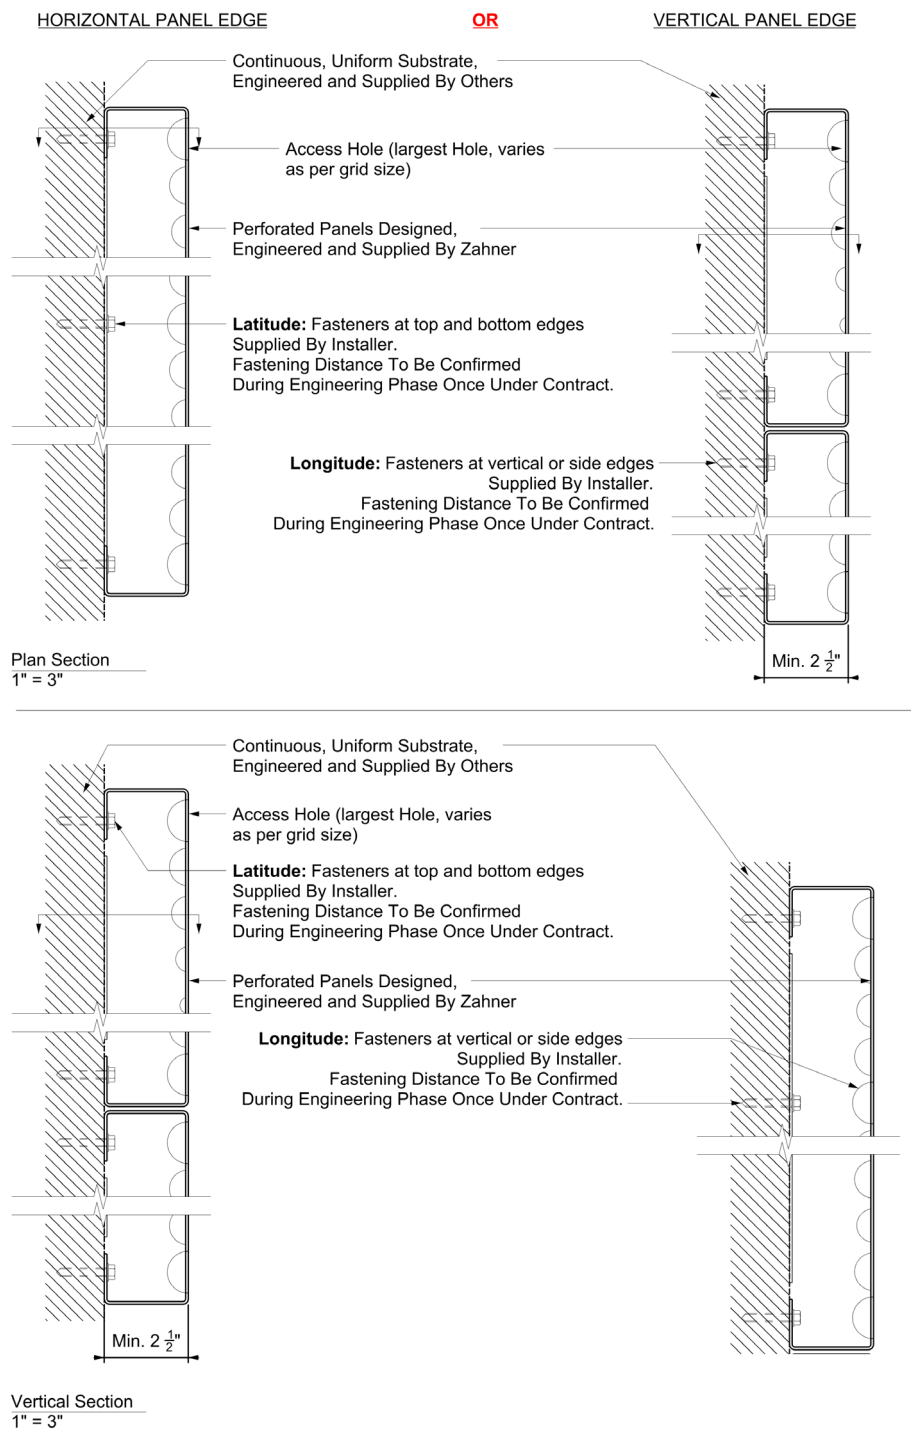 HORIZONTAL PANEL EDGE
OR
VERTICAL PANEL EDGE
Continuous, Uniform Substrate,
Engineered and Supplied By Others
Access Hole (largest Hole, varies
as per grid size)
Perforated Panels Designed,
Engineered and Supplied By Zahner
Latitude: Fasteners at top and bottom edges
Supplied By Installer.
Fastening Distance To Be Confirmed
During Engineering Phase Once Under Contract.
Longitude: Fasteners at vertical or side edges
Supplied By Installer.
Fastening Distance To Be Confirmed
During Engineering Phase Once Under Contract.
Plan Section
1" = 3"
Min. 2 1/2"
Continuous, Uniform Substrate,
Engineered and Supplied By Others
Access Hole (largest Hole, varies
as per grid size)
Latitude: Fasteners at top and bottom edges
Supplied By Installer.
Fastening Distance To Be Confirmed
During Engineering Phase Once Under Contract.
Perforated Panels Designed,
Engineered and Supplied By Zahner
Longitude: Fasteners at vertical or side edges
Supplied By Installer.
Fastening Distance To Be Confirmed
During Engineering Phase Once Under Contract.
Min. 2 1/2"
Vertical Section
1" = 3"